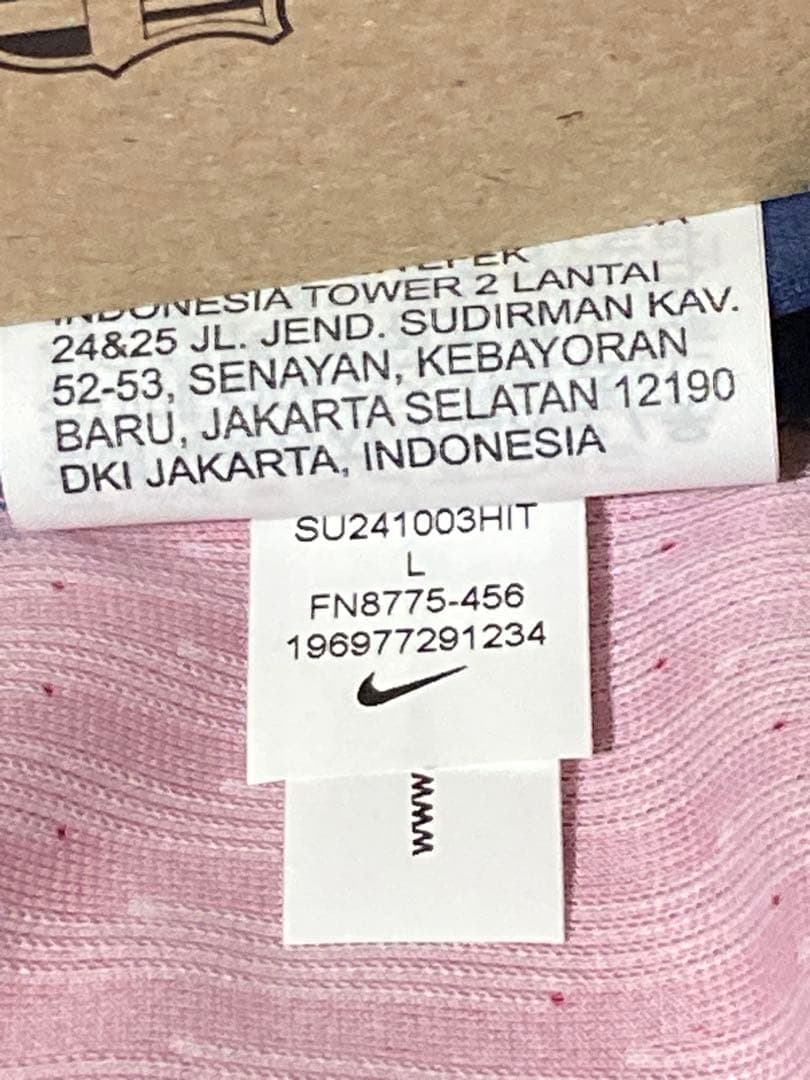 INDONESIA TOWER 2 LANTAI
24&25 JL. JEND. SUDIRMAN KAV.
52-53, SENAYAN, KEBAYORAN
BARU, JAKARTA SELATAN 12190
DKI JAKARTA, INDONESIA
SU241003HIT
L
FN8775-456
196977291234
www